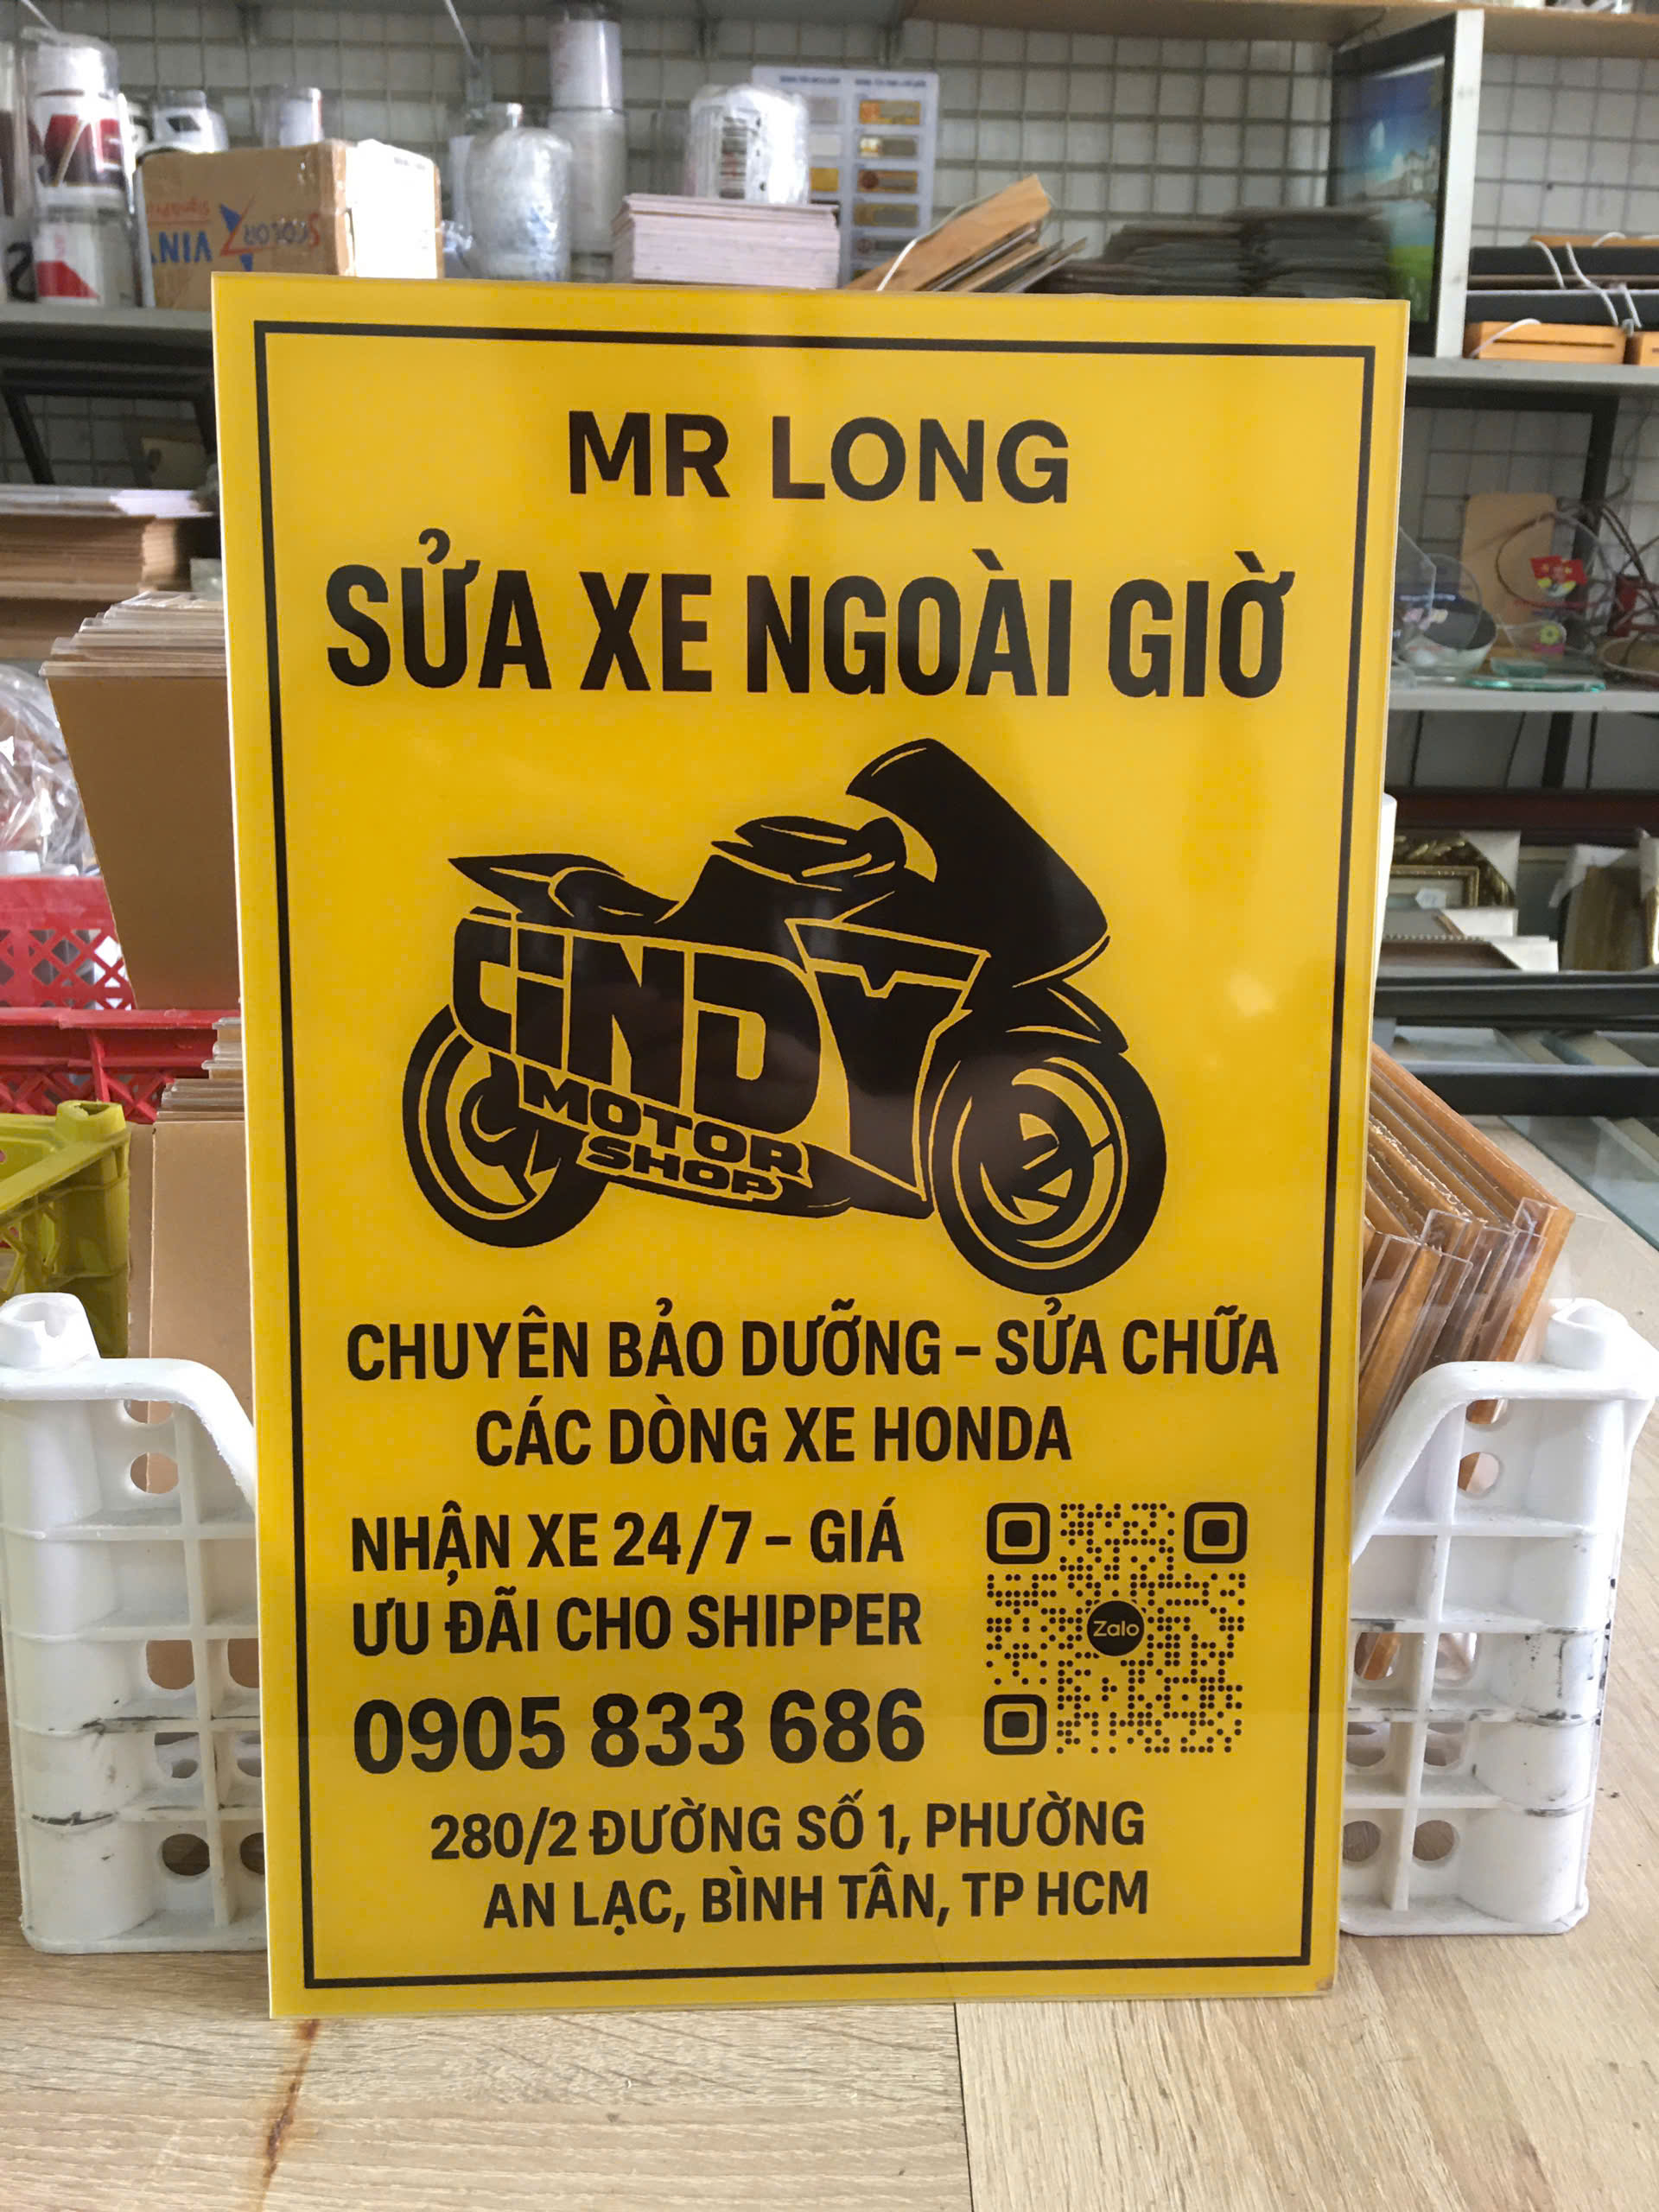 MR LONG
SỬA XE NGOÀI GIỜ
CINDY
MOTOR
SHOP
CHUYÊN BẢO DƯỠNG - SỬA CHỮA
CÁC DÒNG XE HONDA
NHẬN XE 24/7 - GIÁ
ƯU ĐÃI CHO SHIPPER
Zalo
0905 833 686
280/2 ĐƯỜNG SỐ 1, PHƯỜNG
AN LẠC, BÌNH TÂN, TP HCM